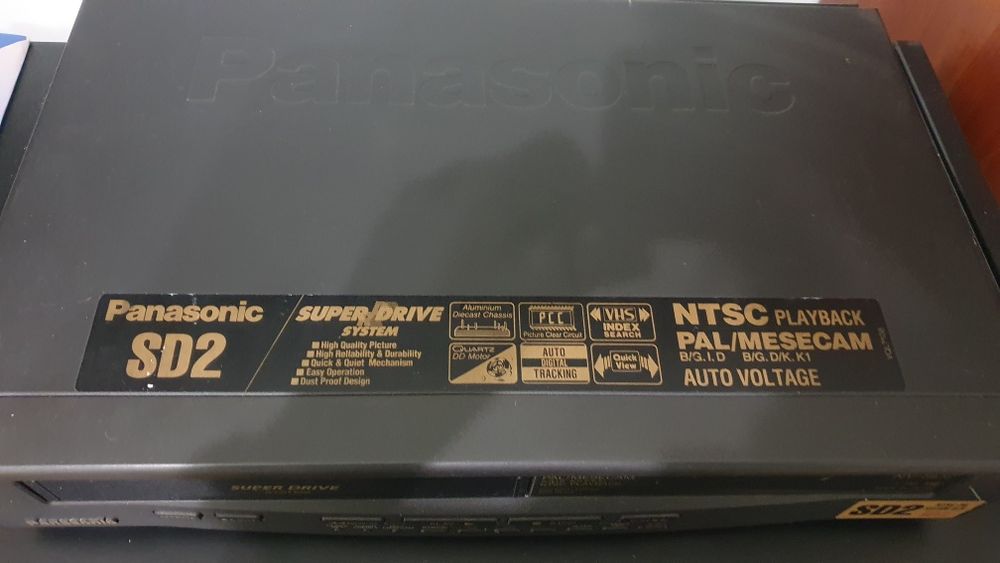 Panasonic
Panasonic
SD2
SUPER DRIVE
SYSTEM
■ High Quality Picture
■ High Reliability & Durability
■ Quick & Quiet Mechanism
■ Easy Operation
■ Dust Proof Design
Aluminium
Diecast Chassis
PCC
Picture Clear Circuit
VHS
INDEX
SEARCH
QUARTZ
DD Motor
AUTO
DIGITAL
TRACKING
Quick
View
NTSC PLAYBACK
PAL/MESECAM
B/G.I.D B/G.D/K.K1
AUTO VOLTAGE
SUPER DRIVE
Panasonic
SD2